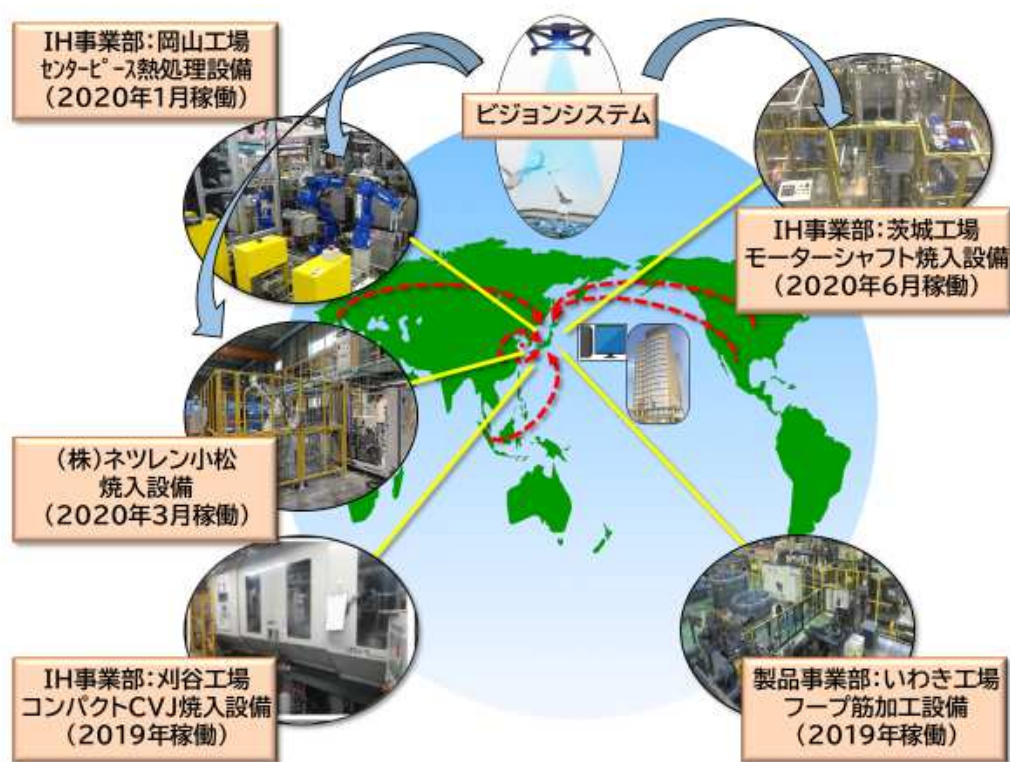 IH事業部:岡山工場
センターピース熱処理設備
(2020年1月稼働)
ビジョンシステム
IH事業部:茨城工場
モーターシャフト焼入設備
(2020年6月稼働)
(株)ネツレン小松
焼入設備
(2020年3月稼働)
IH事業部:刈谷工場
コンパクトCVJ焼入設備
(2019年稼働)
製品事業部:いわき工場
フープ筋加工設備
(2019年稼働)